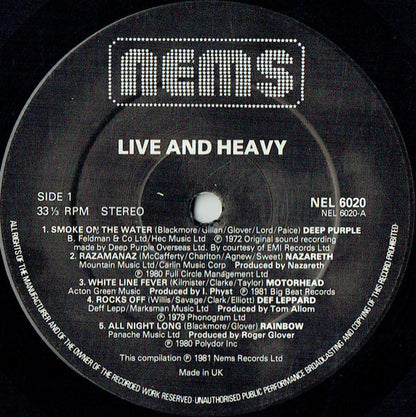 nems
LIVE AND HEAVY
SIDE 1
33⅓ RPM STEREO
NEL 6020
NEL 6020-A
1. SMOKE ON THE WATER (Blackmore/Gillan/Glover/Lord/Paice) DEEP PURPLE
B. Feldman & Co Ltd/Hec Music Ltd ℗ 1972 Original sound recording
made by Deep Purple Overseas Ltd. By courtesy of EMI Records Ltd
2. RAZAMANAZ (McCafferty/Charlton/Agnew/Sweet) NAZARETH
Mountain Music Ltd/Carlin Music Corp Produced by Nazareth
℗ 1980 Full Circle Management Ltd
3. WHITE LINE FEVER (Kilmister/Clarke/Taylor) MOTORHEAD
Acton Green Music Produced by I. Physt ℗ 1981 Big Beat Records
4. ROCKS OFF (Willis/Savage/Clark/Elliott) DEF LEPPARD
Deff Lepp/Marksman Music Ltd Produced by Tom Allom
℗ 1979 Phonogram Ltd
5. ALL NIGHT LONG (Blackmore/Glover) RAINBOW
Panache Music Ltd Produced by Roger Glover
℗ 1980 Polydor Inc
This compilation ℗ 1981 Nems Records Ltd
Made in UK
ALL RIGHTS OF THE MANUFACTURER AND OF THE OWNER OF THE RECORDED WORK RESERVED · UNAUTHORISED PUBLIC PERFORMANCE BROADCASTING AND COPYING OF THIS RECORD PROHIBITED